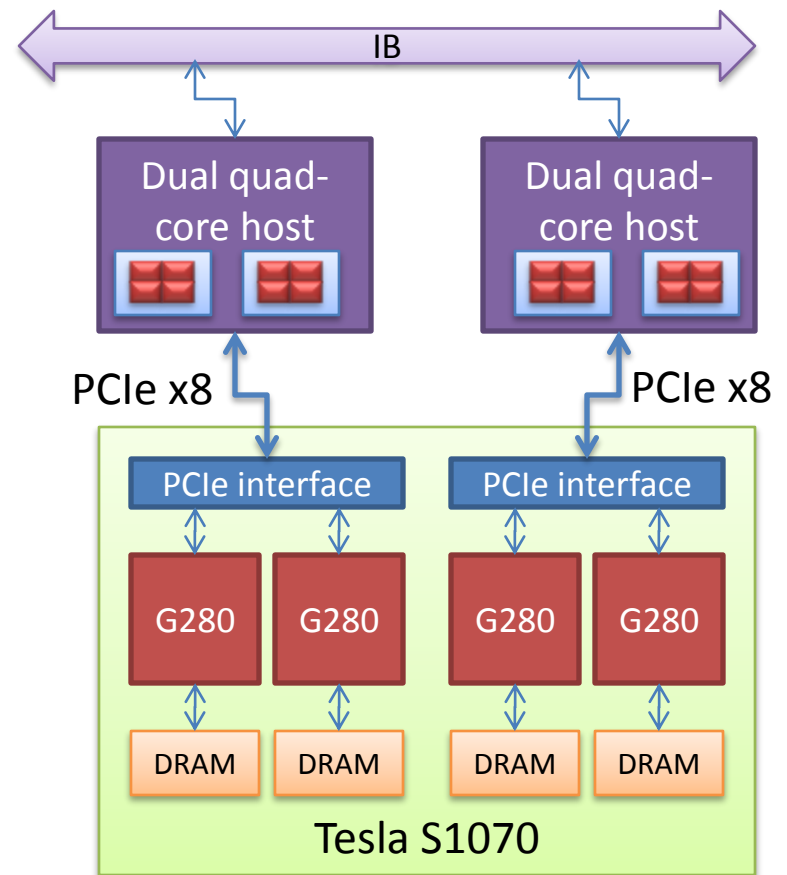 IB
Dual quad-
core host
Dual quad-
core host
PCIe x8
PCIe x8
PCIe interface
PCIe interface
G280
G280
G280
G280
DRAM
DRAM
DRAM
DRAM
Tesla S1070